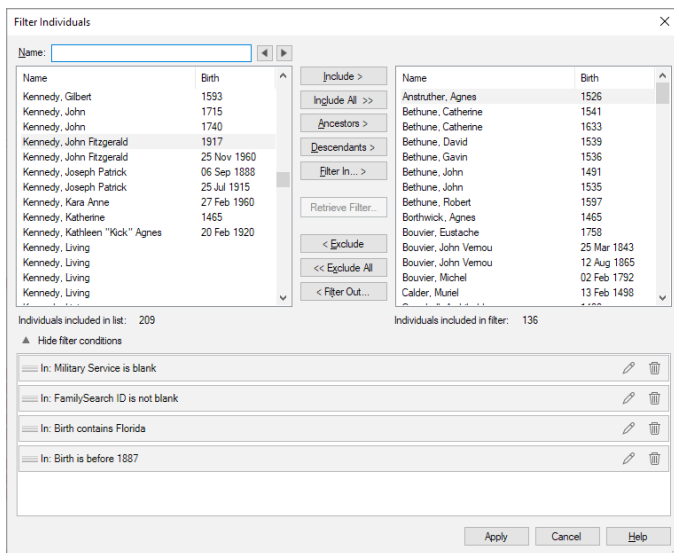 Filter Individuals
Name:
Name Birth
Kennedy, Gilbert 1593
Kennedy, John 1715
Kennedy, John 1740
Kennedy, John Fitzgerald 1917
Kennedy, John Fitzgerald 25 Nov 1960
Kennedy, Joseph Patrick 06 Sep 1888
Kennedy, Joseph Patrick 25 Jul 1915
Kennedy, Kara Anne 27 Feb 1960
Kennedy, Katherine 1465
Kennedy, Kathleen "Kick" Agnes 20 Feb 1920
Kennedy, Living
Kennedy, Living
Kennedy, Living
Kennedy, Living
Individuals included in list: 209
Include >
Include All >>
Ancestors >
Descendants >
Filter In... >
Retrieve Filter...
< Exclude
<< Exclude All
< Filter Out...
Name Birth
Anstruther, Agnes 1526
Bethune, Catherine 1541
Bethune, Catherine 1633
Bethune, David 1539
Bethune, Gavin 1536
Bethune, John 1491
Bethune, John 1535
Bethune, Robert 1597
Borthwick, Agnes 1465
Bouvier, Eustache 1758
Bouvier, John Vernou 25 Mar 1843
Bouvier, John Vernou 12 Aug 1865
Bouvier, Michel 02 Feb 1792
Calder, Muriel 13 Feb 1498
Individuals included in filter: 136
Hide filter conditions
In: Military Service is blank
In: FamilySearch ID is not blank
In: Birth contains Florida
In: Birth is before 1887
Apply Cancel Help